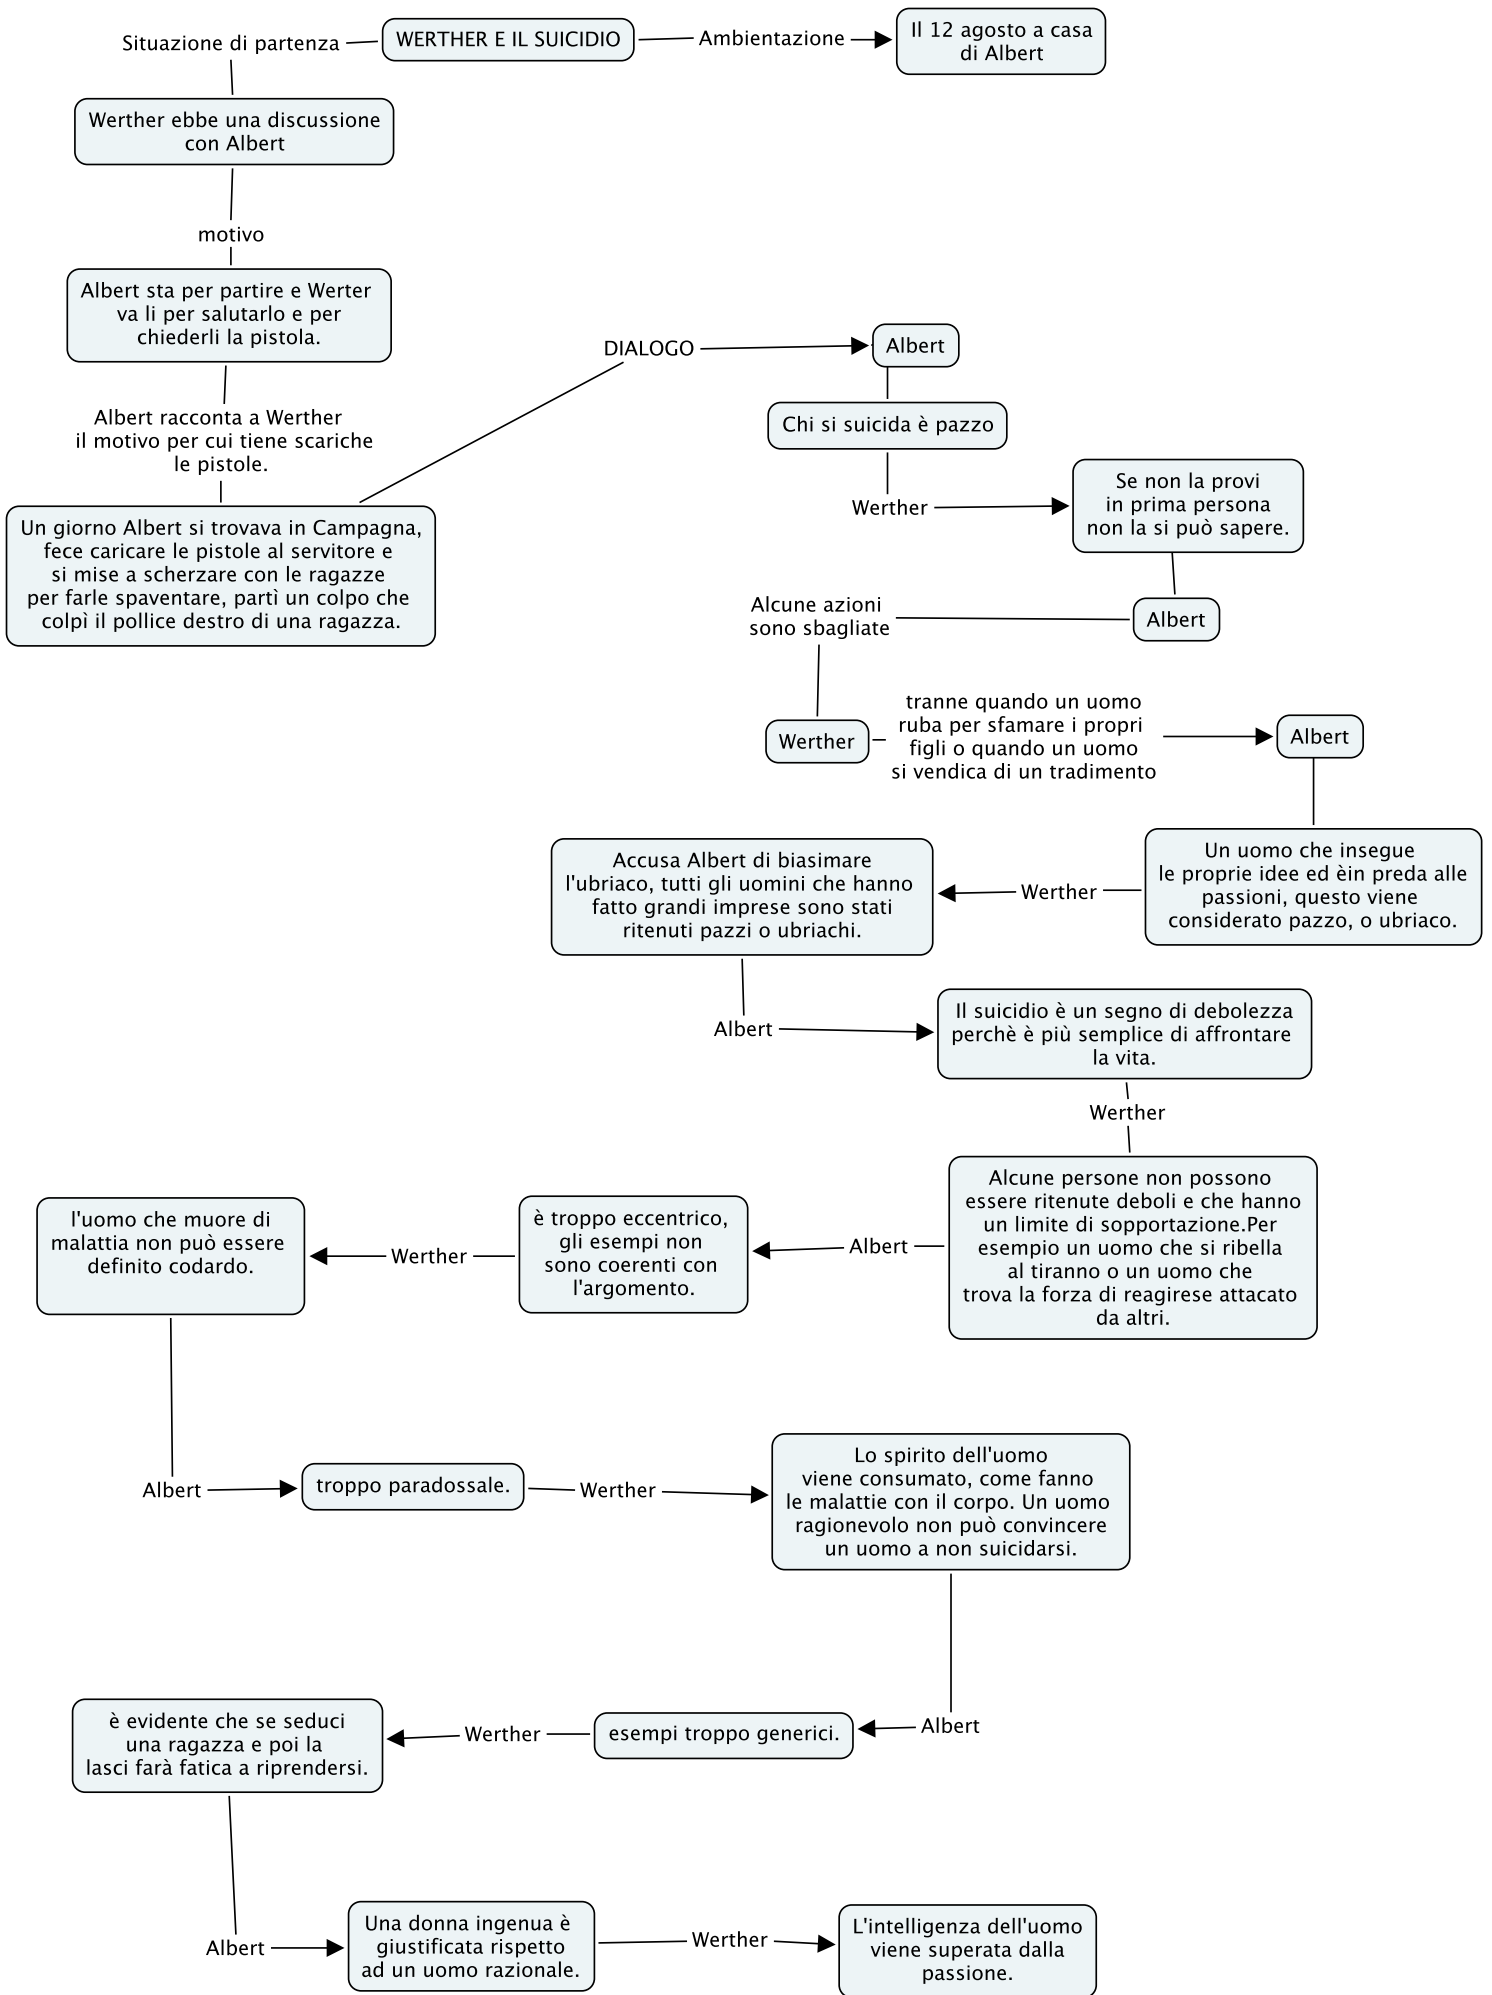 Situazione di partenza
WERTHER E IL SUICIDIO
Ambientazione
Il 12 agosto a casa
di Albert
Werther ebbe una discussione
con Albert
motivo
Albert sta per partire e Werter
va li per salutarlo e per
chiederli la pistola.
Albert racconta a Werther
il motivo per cui tiene scariche
le pistole.
Un giorno Albert si trovava in Campagna,
fece caricare le pistole al servitore e
si mise a scherzare con le ragazze
per farle spaventare, partì un colpo che
colpì il pollice destro di una ragazza.
DIALOGO
Albert
Chi si suicida è pazzo
Werther
Se non la provi
in prima persona
non la si può sapere.
Albert
Alcune azioni
sono sbagliate
Werther
tranne quando un uomo
ruba per sfamare i propri
figli o quando un uomo
si vendica di un tradimento
Albert
Un uomo che insegue
le proprie idee ed èin preda alle
passioni, questo viene
considerato pazzo, o ubriaco.
Werther
Accusa Albert di biasimare
l'ubriaco, tutti gli uomini che hanno
fatto grandi imprese sono stati
ritenuti pazzi o ubriachi.
Albert
Il suicidio è un segno di debolezza
perchè è più semplice di affrontare
la vita.
Werther
Alcune persone non possono
essere ritenute deboli e che hanno
un limite di sopportazione.Per
esempio un uomo che si ribella
al tiranno o un uomo che
trova la forza di reagirese attacato
da altri.
Albert
è troppo eccentrico,
gli esempi non
sono coerenti con
l'argomento.
Werther
l'uomo che muore di
malattia non può essere
definito codardo.
Albert
troppo paradossale.
Werther
Lo spirito dell'uomo
viene consumato, come fanno
le malattie con il corpo. Un uomo
ragionevolo non può convincere
un uomo a non suicidarsi.
Albert
esempi troppo generici.
Werther
è evidente che se seduci
una ragazza e poi la
lasci farà fatica a riprendersi.
Albert
Una donna ingenua è
giustificata rispetto
ad un uomo razionale.
Werther
L'intelligenza dell'uomo
viene superata dalla
passione.